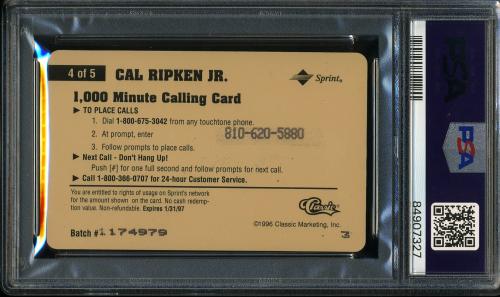 4 of 5 CAL RIPKEN JR.
Sprint®
1,000 Minute Calling Card
▶ TO PLACE CALLS
1. Dial 1-800-675-3942 from any touchtone phone.
2. At prompt, enter 810-620-5880
3. Follow prompts to place calls.
▶ Next Call - Don't Hang Up!
Push [#] for one full second and follow prompts for next call.
▶ Call 1-800-366-0707 for 24-hour Customer Service.
You are entitled to rights of usage on Sprint's network
for the amount shown on the card. No cash redemp-
tion value. Non-refundable. Expires 1/31/97
Classic
©1996 Classic Marketing, Inc.
Batch #1174979
3
PSA
PSA
84907327